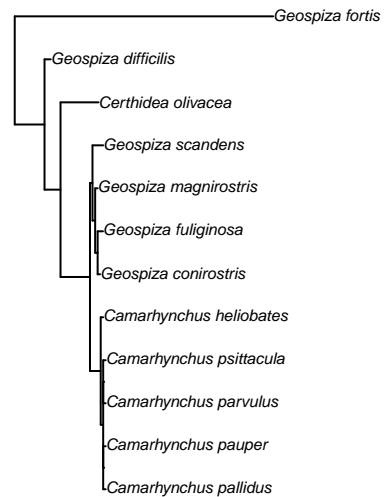 Geospiza fortis
Geospiza difficilis
Certhidea olivacea
Geospiza scandens
Geospiza magnirostris
Geospiza fuliginosa
Geospiza conirostris
Camarhynchus heliobates
Camarhynchus psittacula
Camarhynchus parvulus
Camarhynchus pauper
Camarhynchus pallidus